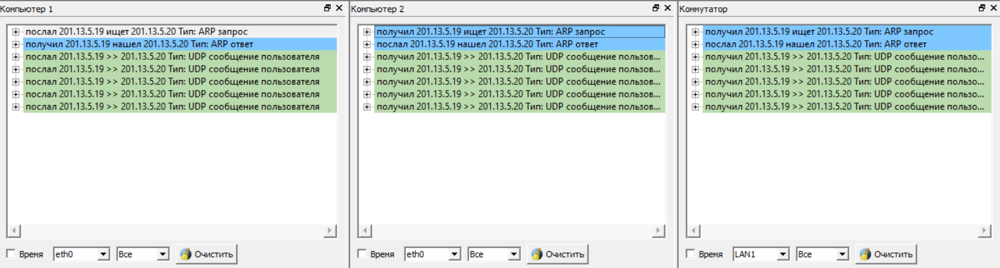 Компьютер 1
послал 201.13.5.19 ищет 201.13.5.20 Тип: ARP запрос
получил 201.13.5.19 нашел 201.13.5.20 Тип: ARP ответ
послал 201.13.5.19 >> 201.13.5.20 Тип: UDP сообщение пользователя
послал 201.13.5.19 >> 201.13.5.20 Тип: UDP сообщение пользователя
послал 201.13.5.19 >> 201.13.5.20 Тип: UDP сообщение пользователя
послал 201.13.5.19 >> 201.13.5.20 Тип: UDP сообщение пользователя
послал 201.13.5.19 >> 201.13.5.20 Тип: UDP сообщение пользователя
Время eth0 Все Очистить
Компьютер 2
получил 201.13.5.19 ищет 201.13.5.20 Тип: ARP запрос
послал 201.13.5.19 нашел 201.13.5.20 Тип: ARP ответ
получил 201.13.5.19 >> 201.13.5.20 Тип: UDP сообщение пользов...
получил 201.13.5.19 >> 201.13.5.20 Тип: UDP сообщение пользов...
получил 201.13.5.19 >> 201.13.5.20 Тип: UDP сообщение пользов...
получил 201.13.5.19 >> 201.13.5.20 Тип: UDP сообщение пользов...
получил 201.13.5.19 >> 201.13.5.20 Тип: UDP сообщение пользов...
Время eth0 Все Очистить
Коммутатор
получил 201.13.5.19 ищет 201.13.5.20 Тип: ARP запрос
послал 201.13.5.19 нашел 201.13.5.20 Тип: ARP ответ
получил 201.13.5.19 >> 201.13.5.20 Тип: UDP сообщение пользо...
получил 201.13.5.19 >> 201.13.5.20 Тип: UDP сообщение пользо...
получил 201.13.5.19 >> 201.13.5.20 Тип: UDP сообщение пользо...
получил 201.13.5.19 >> 201.13.5.20 Тип: UDP сообщение пользо...
получил 201.13.5.19 >> 201.13.5.20 Тип: UDP сообщение пользо...
Время LAN1 Все Очистить